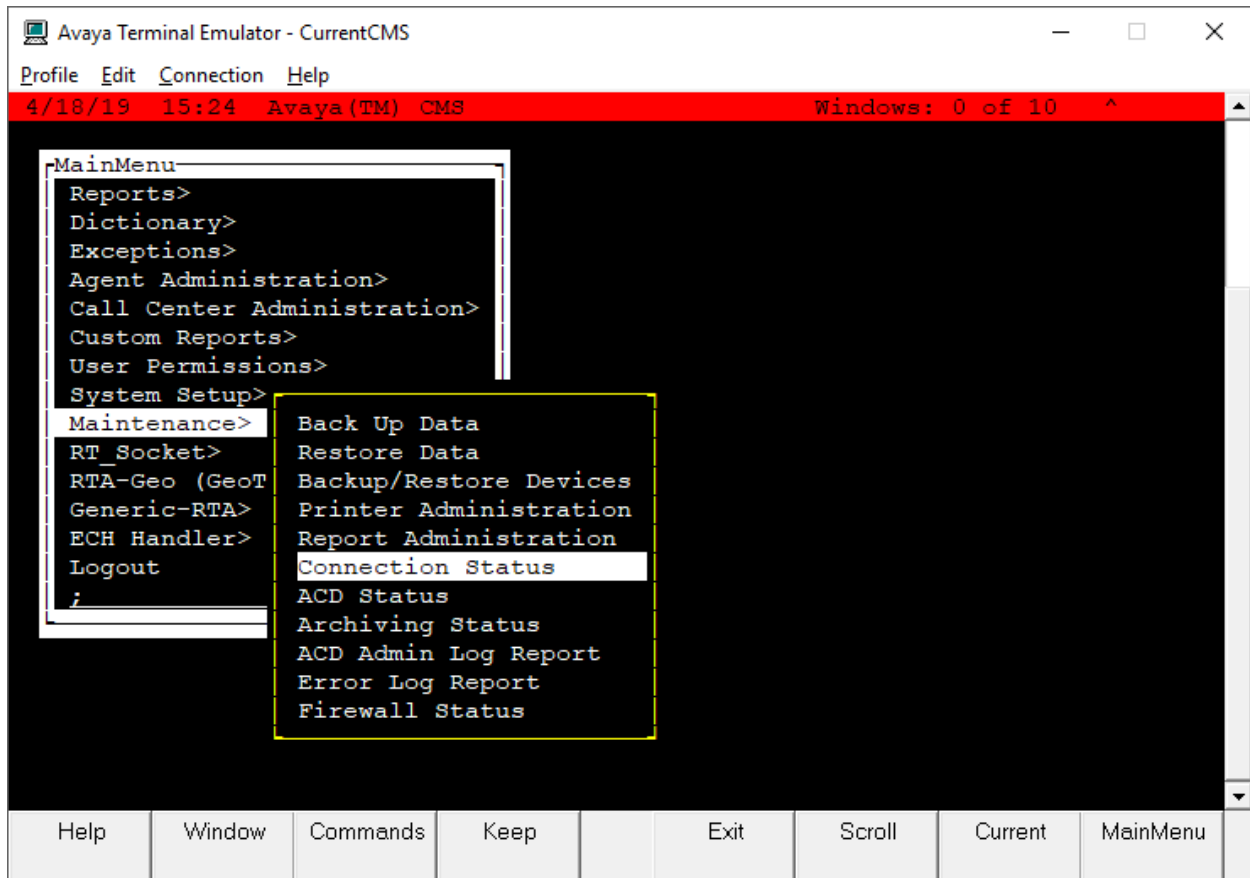 Avaya Terminal Emulator - CurrentCMS
Profile Edit Connection Help
4/18/19 15:24 Avaya(TM) CMS Windows: 0 of 10 ^
MainMenu
Reports>
Dictionary>
Exceptions>
Agent Administration>
Call Center Administration>
Custom Reports>
User Permissions>
System Setup>
Maintenance>
RT_Socket>
RTA-Geo (GeoT
Generic-RTA>
ECH Handler>
Logout
;
Back Up Data
Restore Data
Backup/Restore Devices
Printer Administration
Report Administration
Connection Status
ACD Status
Archiving Status
ACD Admin Log Report
Error Log Report
Firewall Status
Help Window Commands Keep Exit Scroll Current MainMenu